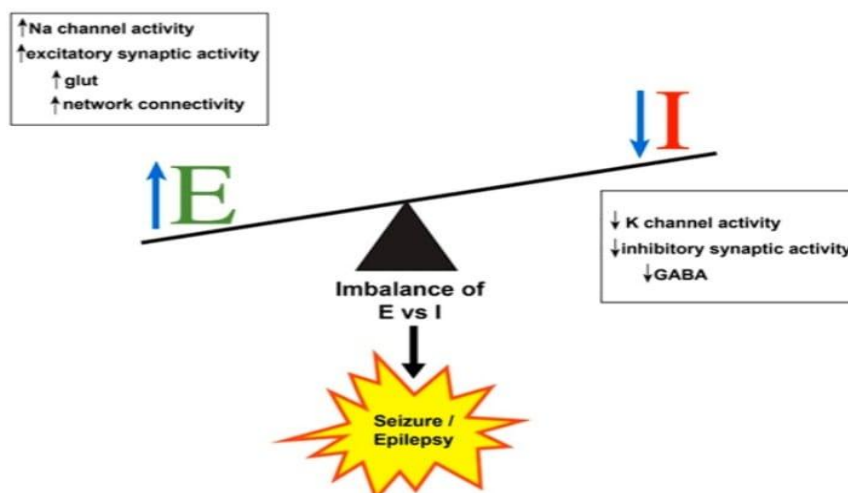 ↑Na channel activity
↑excitatory synaptic activity
↑glut
↑network connectivity
↓I
↑E
↓ K channel activity
↓inhibitory synaptic activity
↓GABA
Imbalance of
E vs I
Seizure /
Epilepsy